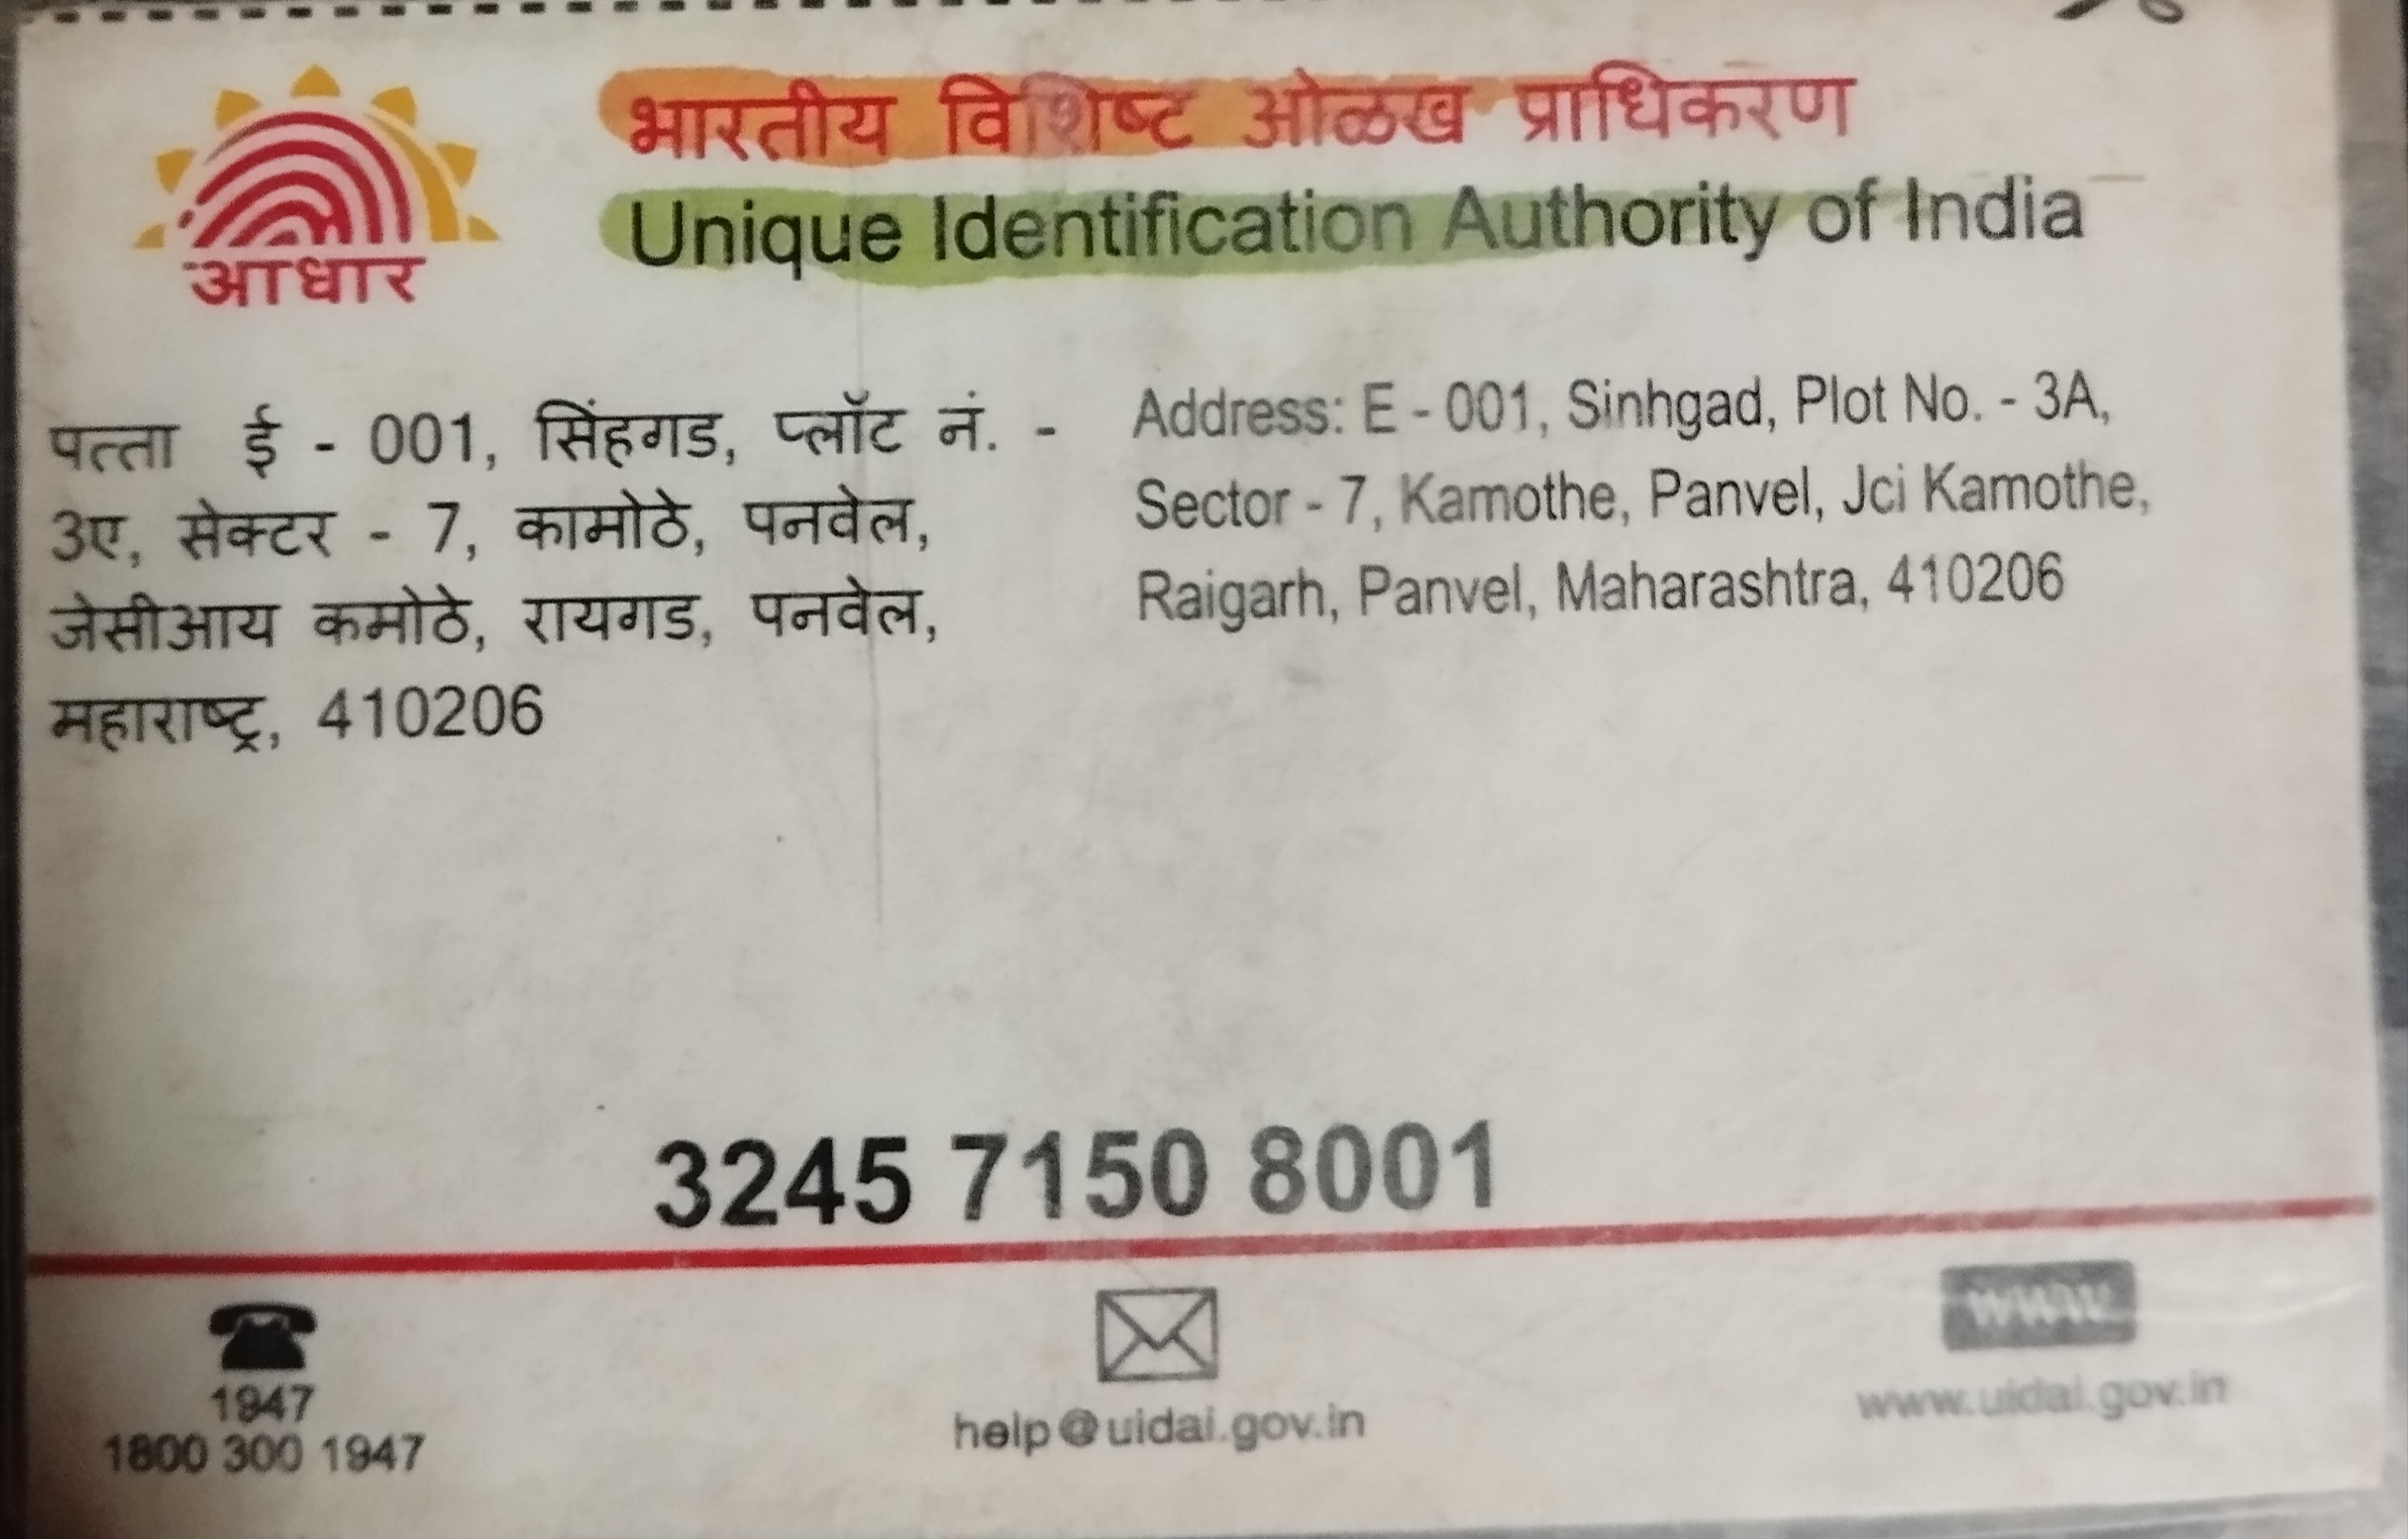 भारतीय विशिष्ट ओळख प्राधिकरण
Unique Identification Authority of India
आधार
पत्ता ई - 001, सिंहगड, प्लॉट नं. -
3ए, सेक्टर - 7, कामोठे, पनवेल,
जेसीआय कमोठे, रायगड, पनवेल,
महाराष्ट्र, 410206
Address: E - 001, Sinhgad, Plot No. - 3A,
Sector - 7, Kamothe, Panvel, Jci Kamothe,
Raigarh, Panvel, Maharashtra, 410206
3245 7150 8001
1947
1800 300 1947
help@uidai.gov.in
www
www.uidai.gov.in